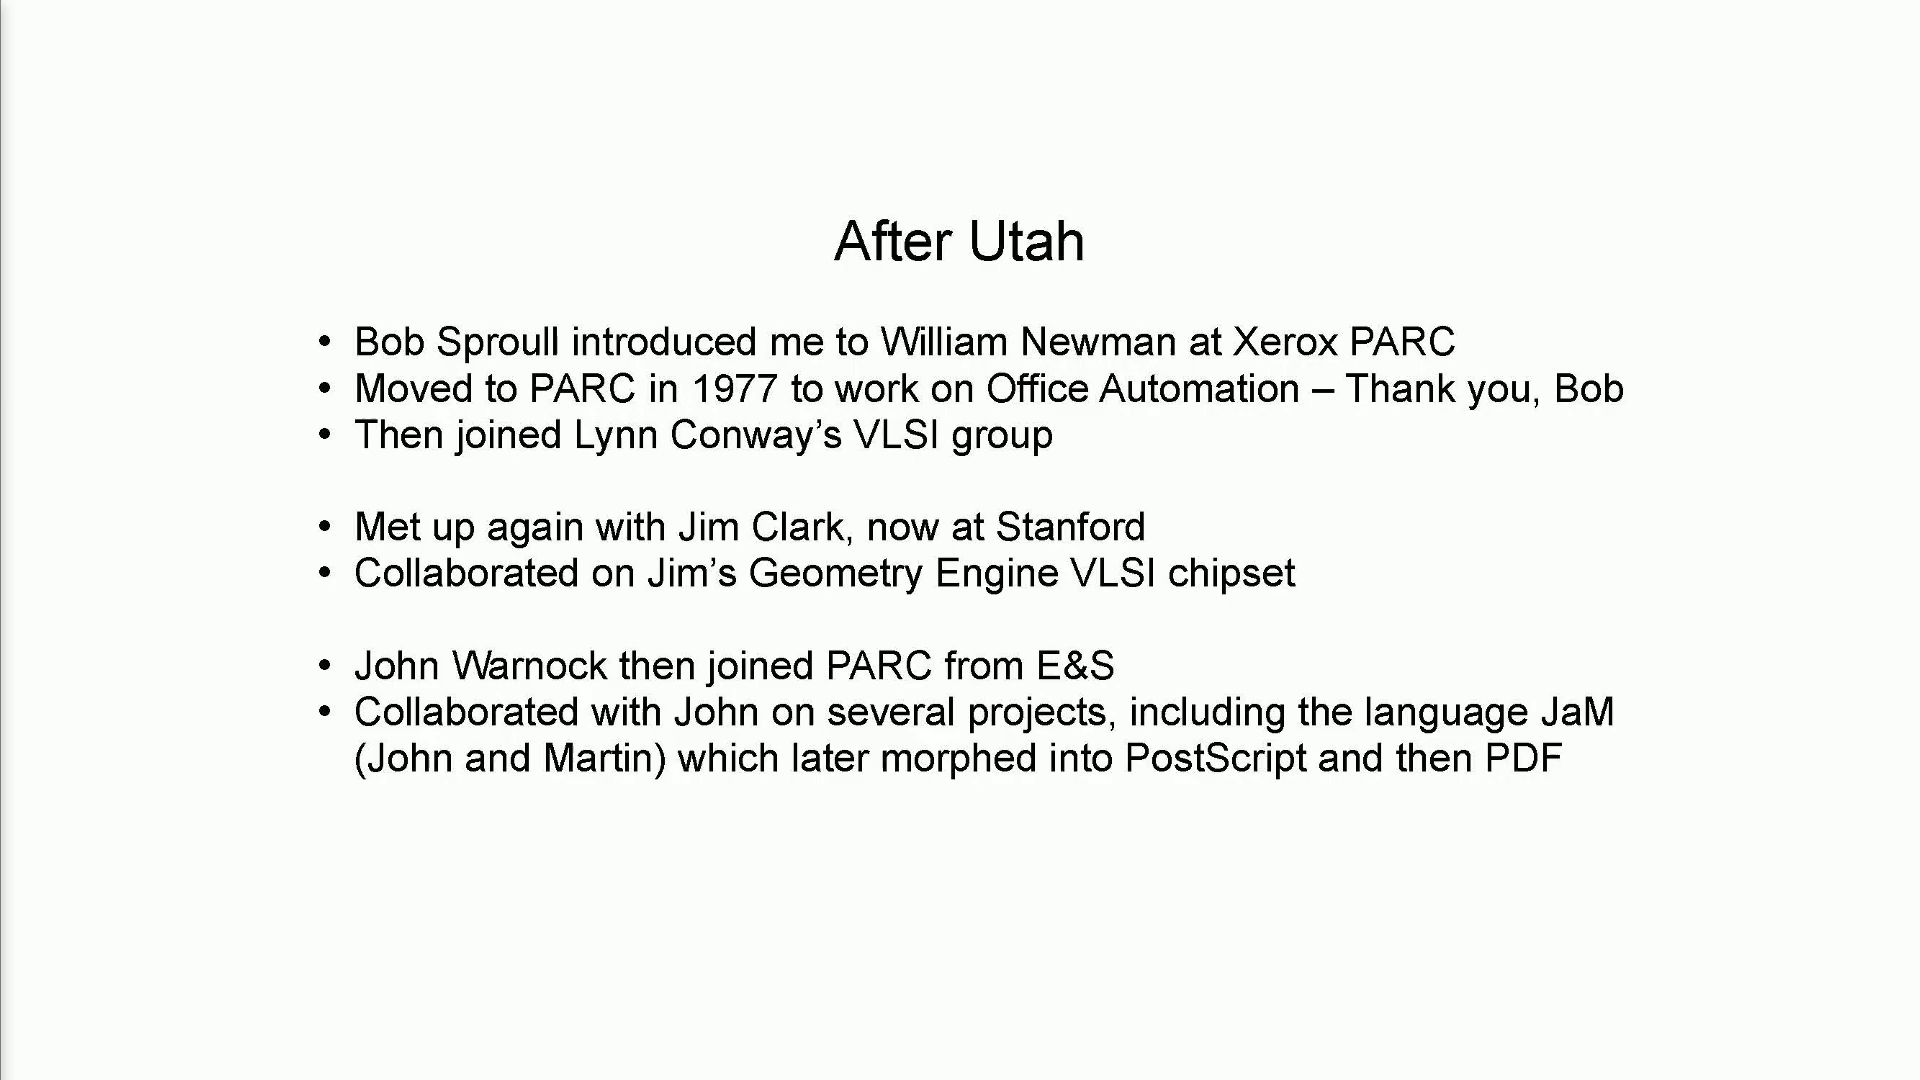 After Utah
• Bob Sproull introduced me to William Newman at Xerox PARC
• Moved to PARC in 1977 to work on Office Automation – Thank you, Bob
• Then joined Lynn Conway’s VLSI group
• Met up again with Jim Clark, now at Stanford
• Collaborated on Jim’s Geometry Engine VLSI chipset
• John Warnock then joined PARC from E&S
• Collaborated with John on several projects, including the language JaM
(John and Martin) which later morphed into PostScript and then PDF